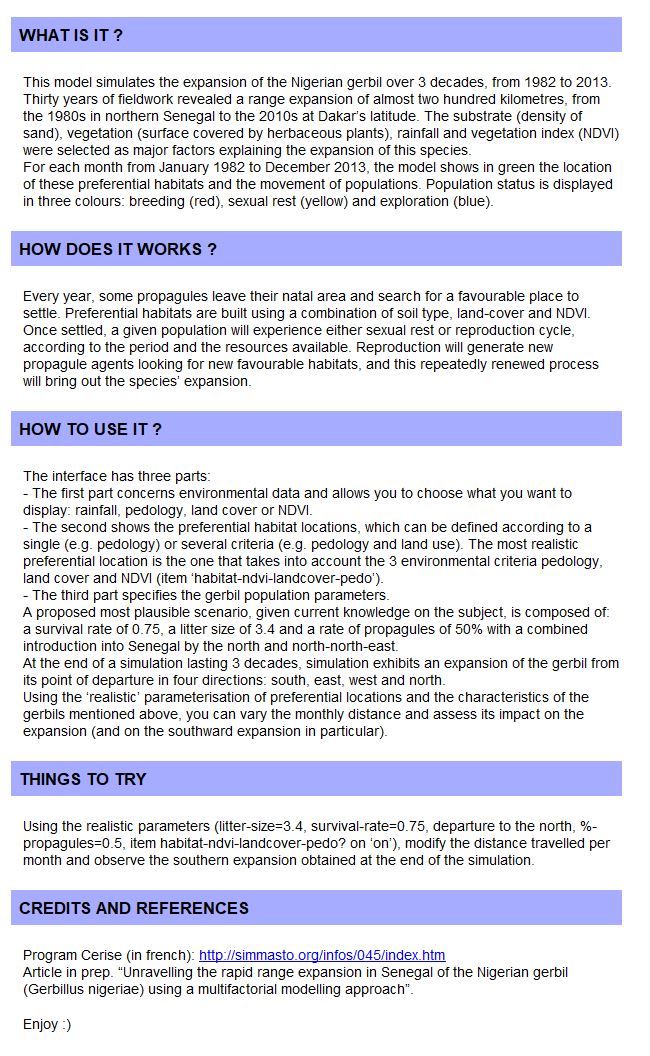 WHAT IS IT ?
This model simulates the expansion of the Nigerian gerbil over 3 decades, from 1982 to 2013.
Thirty years of fieldwork revealed a range expansion of almost two hundred kilometres, from
the 1980s in northern Senegal to the 2010s at Dakar's latitude. The substrate (density of
sand), vegetation (surface covered by herbaceous plants), rainfall and vegetation index (NDVI)
were selected as major factors explaining the expansion of this species.
For each month from January 1982 to December 2013, the model shows in green the location
of these preferential habitats and the movement of populations. Population status is displayed
in three colours: breeding (red), sexual rest (yellow) and exploration (blue).
HOW DOES IT WORKS ?
Every year, some propagules leave their natal area and search for a favourable place to
settle. Preferential habitats are built using a combination of soil type, land-cover and NDVI.
Once settled, a given population will experience either sexual rest or reproduction cycle,
according to the period and the resources available. Reproduction will generate new
propagule agents looking for new favourable habitats, and this repeatedly renewed process
will bring out the species' expansion.
HOW TO USE IT ?
The interface has three parts:
- The first part concerns environmental data and allows you to choose what you want to
display: rainfall, pedology, land cover or NDVI.
- The second shows the preferential habitat locations, which can be defined according to a
single (e.g. pedology) or several criteria (e.g. pedology and land use). The most realistic
preferential location is the one that takes into account the 3 environmental criteria pedology,
land cover and NDVI (item ‘habitat-ndvi-landcover-pedo’).
- The third part specifies the gerbil population parameters.
A proposed most plausible scenario, given current knowledge on the subject, is composed of:
a survival rate of 0.75, a litter size of 3.4 and a rate of propagules of 50% with a combined
introduction into Senegal by the north and north-north-east.
At the end of a simulation lasting 3 decades, simulation exhibits an expansion of the gerbil from
its point of departure in four directions: south, east, west and north.
Using the ‘realistic’ parameterisation of preferential locations and the characteristics of the
gerbils mentioned above, you can vary the monthly distance and assess its impact on the
expansion (and on the southward expansion in particular).
THINGS TO TRY
Using the realistic parameters (litter-size=3.4, survival-rate=0.75, departure to the north, %-
propagules=0.5, item habitat-ndvi-landcover-pedo? on ‘on’), modify the distance travelled per
month and observe the southern expansion obtained at the end of the simulation.
CREDITS AND REFERENCES
Program Cerise (in french): http://simmasto.org/infos/045/index.htm
Article in prep. “Unravelling the rapid range expansion in Senegal of the Nigerian gerbil
(Gerbillus nigeriae) using a multifactorial modelling approach”.
Enjoy :)